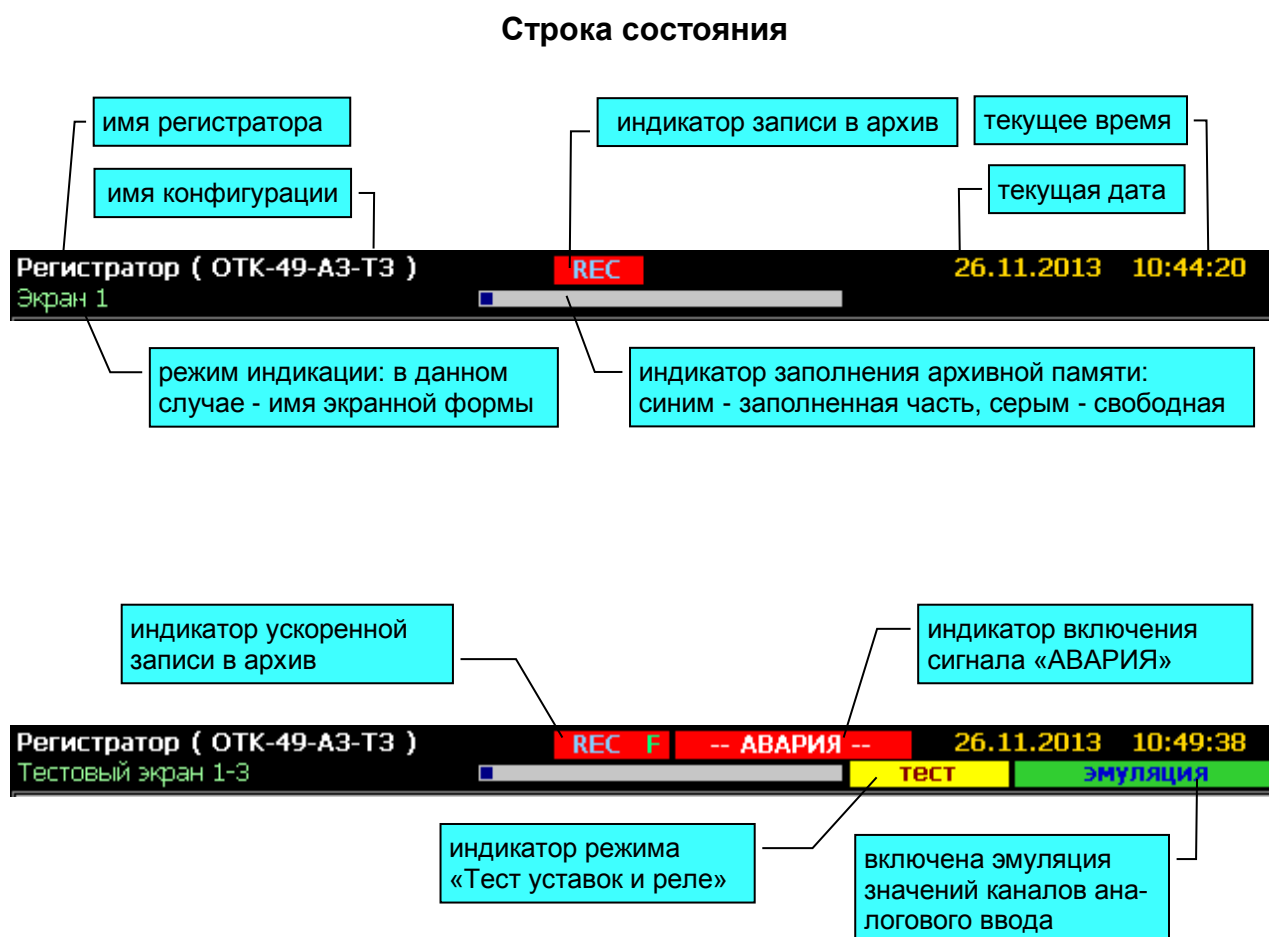 Строка состояния
имя регистратора
индикатор записи в архив
текущее время
имя конфигурации
текущая дата
Регистратор ( ОТК-49-А3-Т3 )
REC
26.11.2013 10:44:20
Экран 1
режим индикации: в данном
случае - имя экранной формы
индикатор заполнения архивной памяти:
синим - заполненная часть, серым - свободная
индикатор ускоренной
записи в архив
индикатор включения
сигнала «АВАРИЯ»
Регистратор ( ОТК-49-А3-Т3 )
REC F
-- АВАРИЯ --
26.11.2013 10:49:38
Тестовый экран 1-3
тест
эмуляция
индикатор режима
«Тест уставок и реле»
включена эмуляция
значений каналов ана-
логового ввода